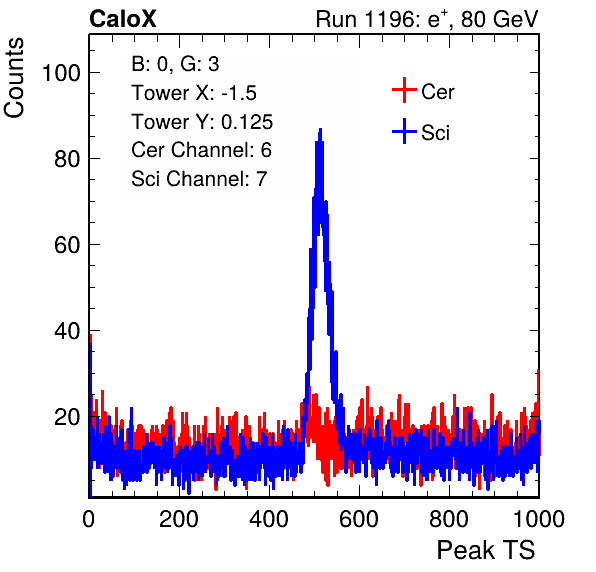 CaloX Run 1196: e⁺, 80 GeV
Counts
B: 0, G: 3
Tower X: -1.5
Tower Y: 0.125
Cer Channel: 6
Sci Channel: 7
Cer
Sci
100
80
60
40
20
0 200 400 600 800 1000
Peak TS